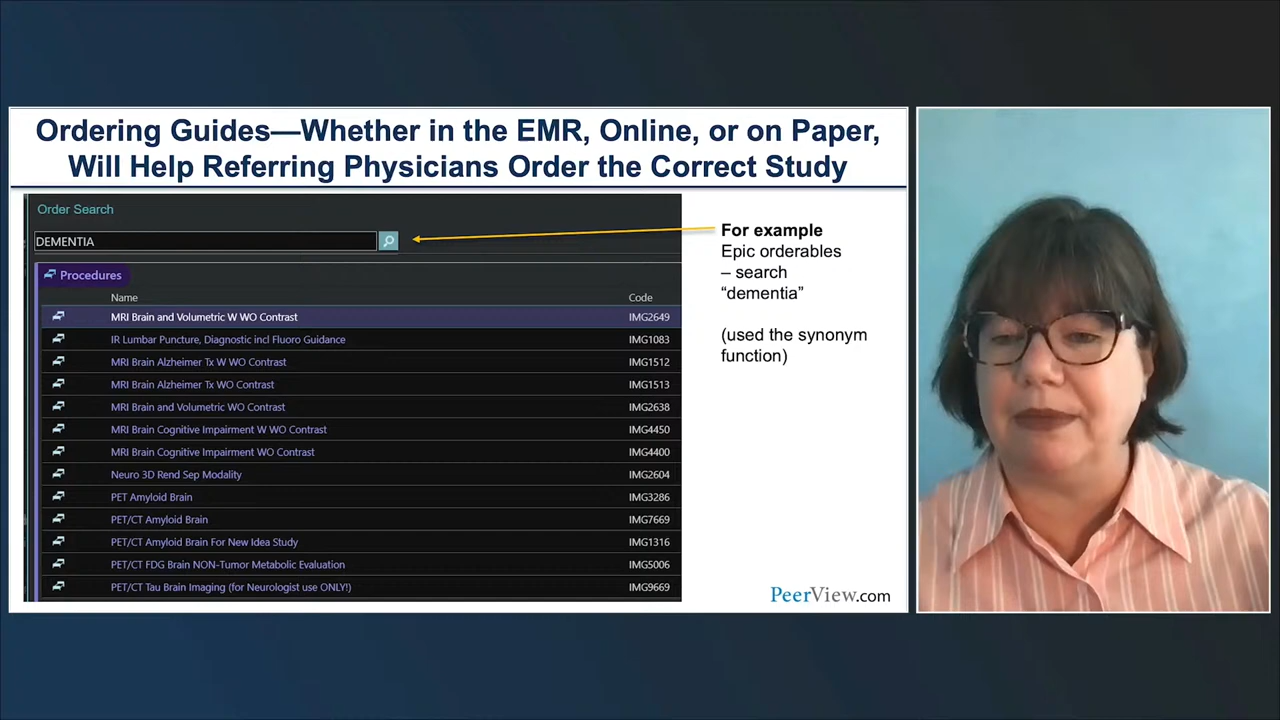 Ordering Guides—Whether in the EMR, Online, or on Paper,
Will Help Referring Physicians Order the Correct Study
Order Search
DEMENTIA
Procedures
Name Code
MRI Brain and Volumetric W WO Contrast IMG2649
IR Lumbar Puncture, Diagnostic incl Fluoro Guidance IMG1083
MRI Brain Alzheimer Tx W WO Contrast IMG1512
MRI Brain Alzheimer Tx WO Contrast IMG1513
MRI Brain and Volumetric WO Contrast IMG2638
MRI Brain Cognitive Impairment W WO Contrast IMG4450
MRI Brain Cognitive Impairment WO Contrast IMG4400
Neuro 3D Rend Sep Modality IMG2604
PET Amyloid Brain IMG3286
PET/CT Amyloid Brain IMG7669
PET/CT Amyloid Brain For New Idea Study IMG1316
PET/CT FDG Brain NON-Tumor Metabolic Evaluation IMG5006
PET/CT Tau Brain Imaging (for Neurologist use ONLY!) IMG9669
For example
Epic orderables
– search
“dementia”
(used the synonym
function)
PeerView.com